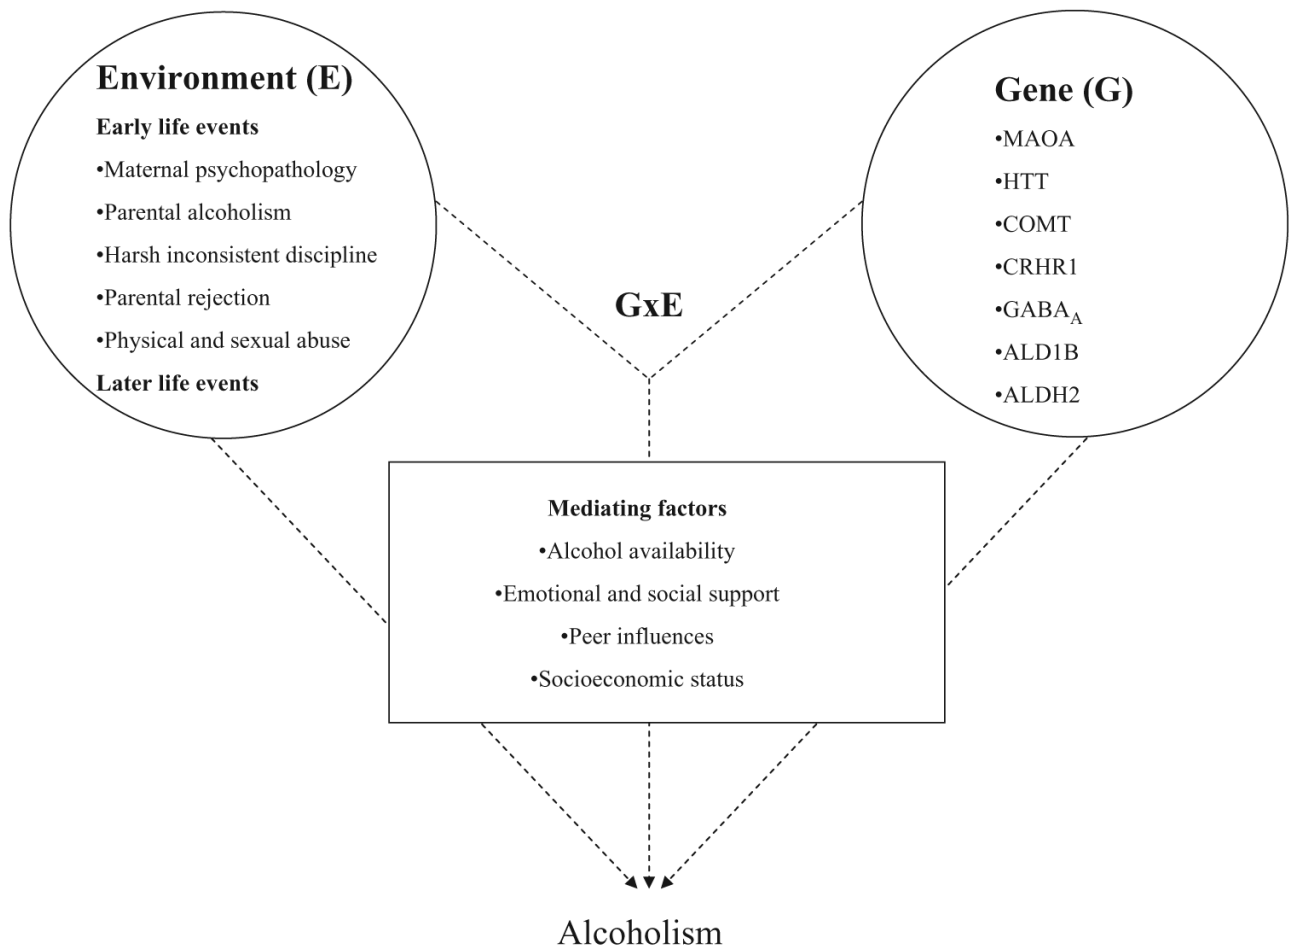 Environment (E)
Early life events
•Maternal psychopathology
•Parental alcoholism
•Harsh inconsistent discipline
•Parental rejection
•Physical and sexual abuse
Later life events
Gene (G)
•MAOA
•HTT
•COMT
•CRHR1
•GABAA
•ALD1B
•ALDH2
GxE
Mediating factors
•Alcohol availability
•Emotional and social support
•Peer influences
•Socioeconomic status
Alcoholism